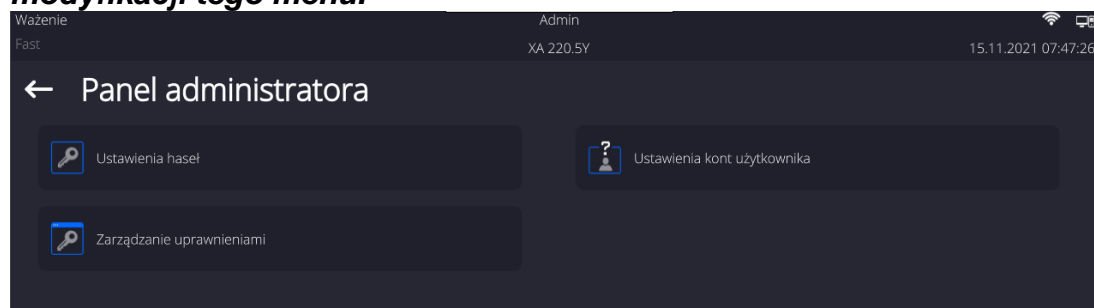 modyfikacji tego menu.
Ważenie Admin
Fast XA 220.5Y 15.11.2021 07:47:26
← Panel administratora
Ustawienia haseł Ustawienia kont użytkownika
Zarządzanie uprawnieniami